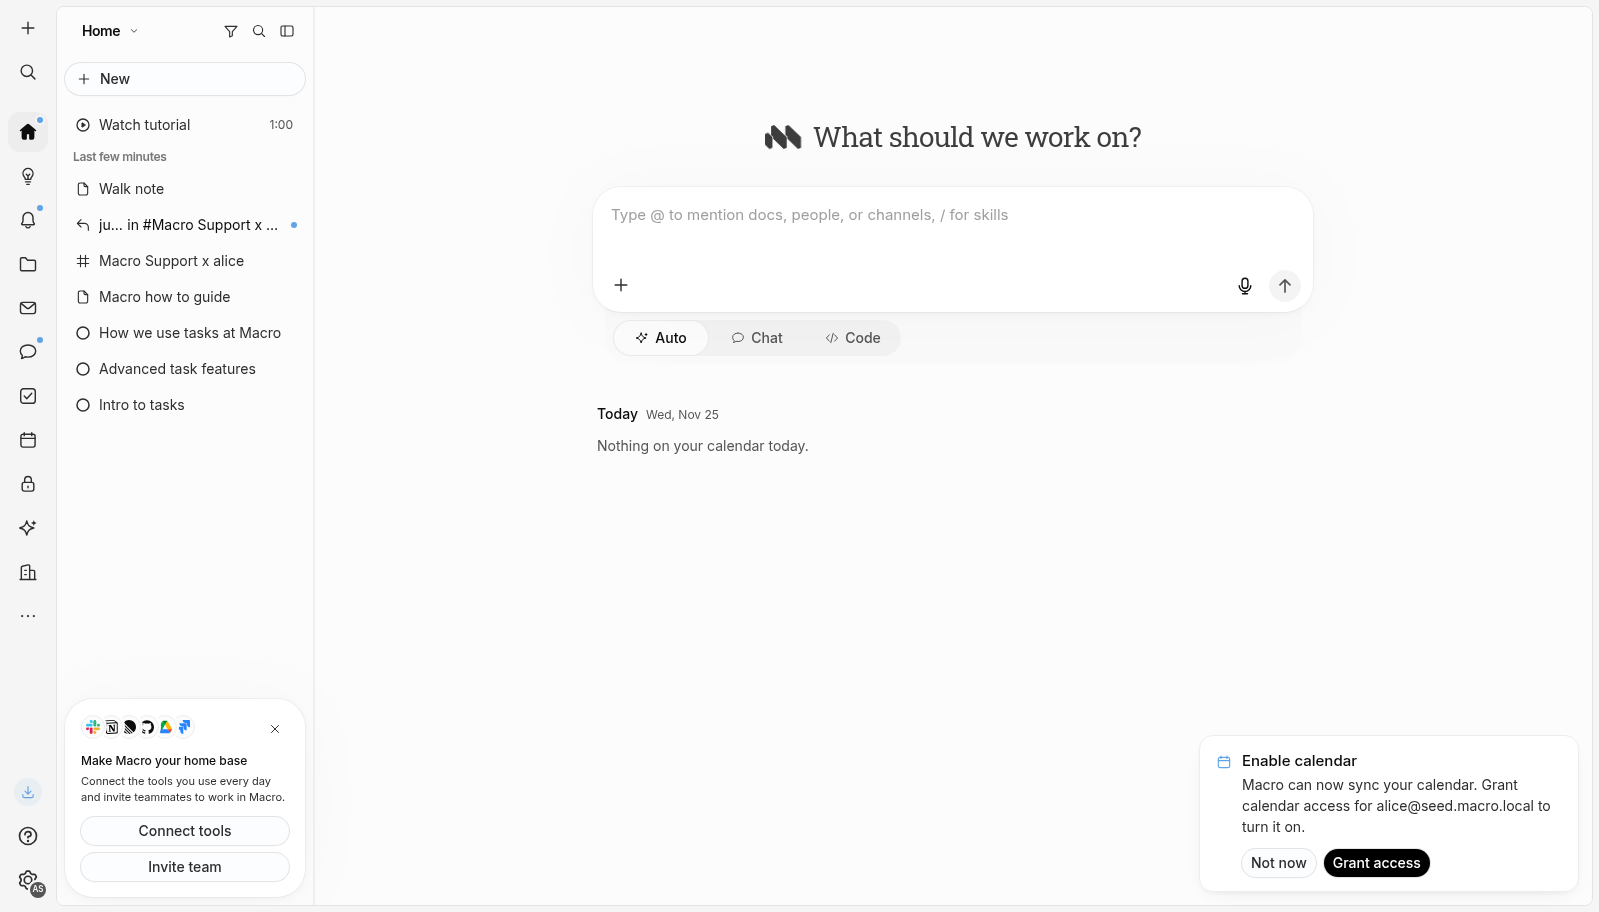 Home
New
Watch tutorial 1:00
Last few minutes
Walk note
ju... in #Macro Support x ...
Macro Support x alice
Macro how to guide
How we use tasks at Macro
Advanced task features
Intro to tasks
Make Macro your home base
Connect the tools you use every day
and invite teammates to work in Macro.
Connect tools
Invite team
AS
What should we work on?
Type @ to mention docs, people, or channels, / for skills
Auto Chat Code
Today Wed, Nov 25
Nothing on your calendar today.
Enable calendar
Macro can now sync your calendar. Grant
calendar access for alice@seed.macro.local to
turn it on.
Not now Grant access